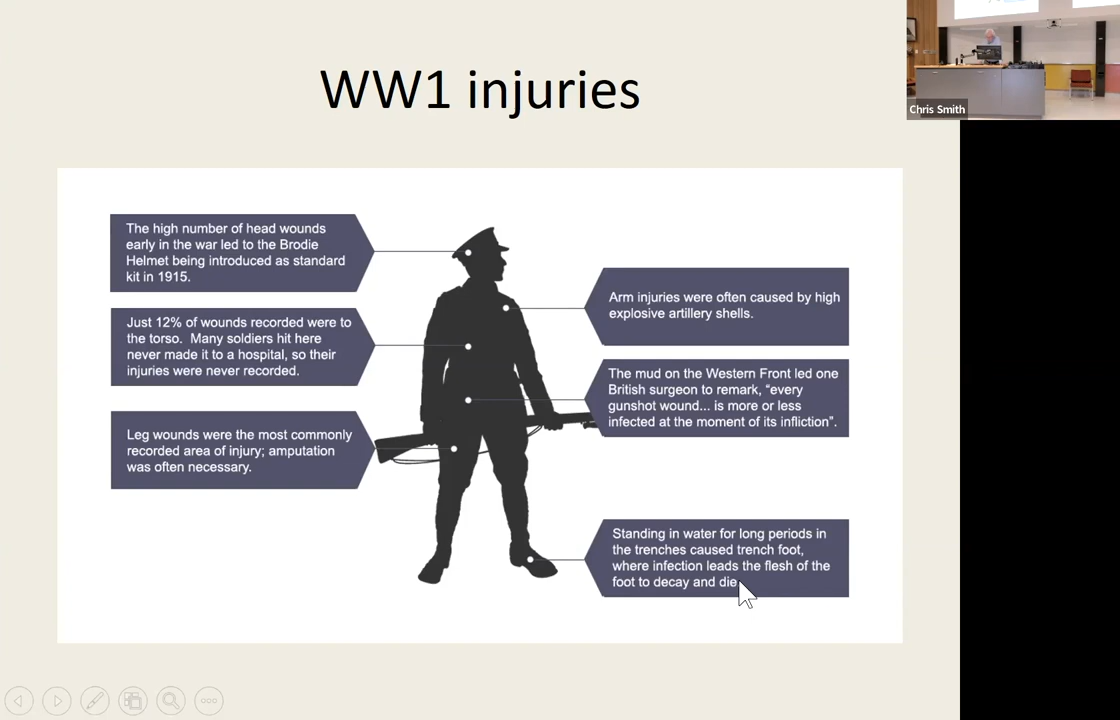 WW1 injuries
Chris Smith
The high number of head wounds
early in the war led to the Brodie
Helmet being introduced as standard
kit in 1915.
Just 12% of wounds recorded were to
the torso. Many soldiers hit here
never made it to a hospital, so their
injuries were never recorded.
Leg wounds were the most commonly
recorded area of injury; amputation
was often necessary.
Arm injuries were often caused by high
explosive artillery shells.
The mud on the Western Front led one
British surgeon to remark, “every
gunshot wound... is more or less
infected at the moment of its infliction”.
Standing in water for long periods in
the trenches caused trench foot,
where infection leads the flesh of the
foot to decay and die